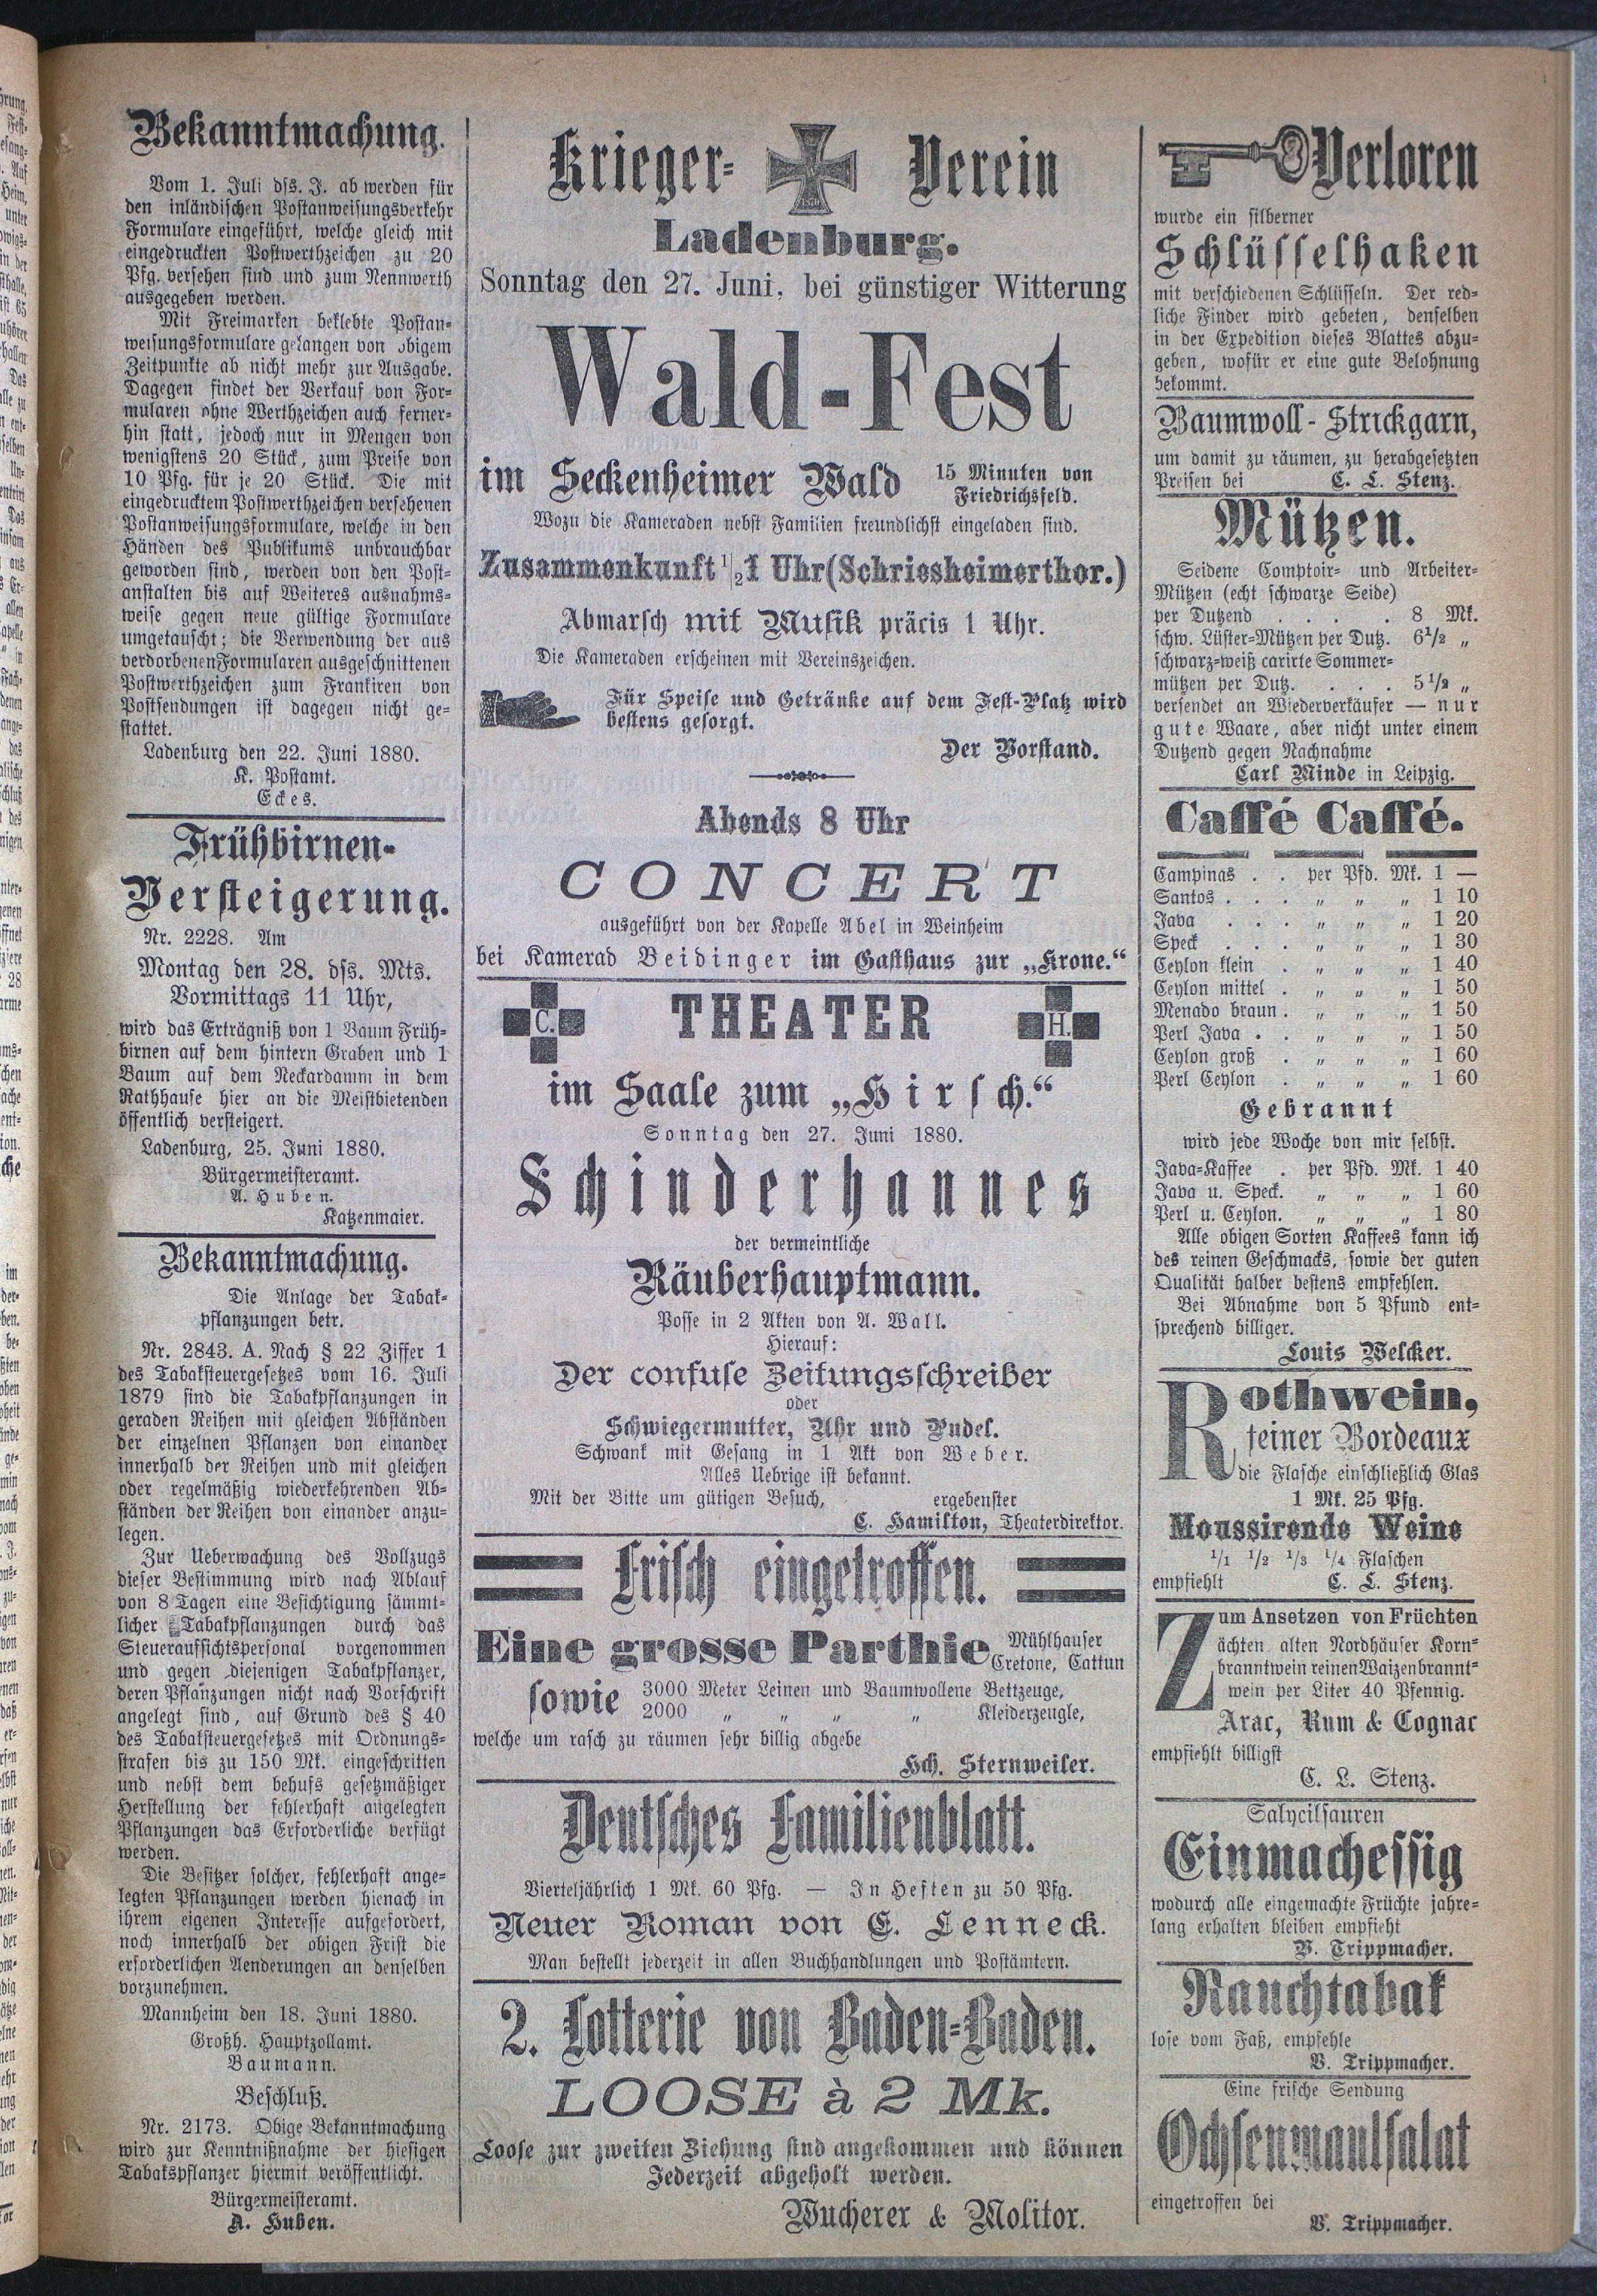 Bekanntmachung.
Vom 1. Juli dſs. J. ab werden für
den inländiſchen Poſtanweiſungsverkehr
Formulare eingeführt, welche gleich mit
eingedruckten Poſtwerthzeichen zu 20
Pfg. verſehen ſind und zum Nennwerth
ausgegeben werden.
Mit Freimarken beklebte Poſtan-
weiſungsformulare gelangen von obigem
Zeitpunkte ab nicht mehr zur Ausgabe.
Dagegen findet der Verkauf von For-
mularen ohne Werthzeichen auch ferner-
hin ſtatt, jedoch nur in Mengen von
wenigſtens 20 Stück, zum Preiſe von
10 Pfg. für je 20 Stück. Die mit
eingedrucktem Poſtwerthzeichen verſehenen
Poſtanweiſungsformulare, welche in den
Händen des Publikums unbrauchbar
geworden ſind, werden von den Poſt-
anſtalten bis auf Weiteres ausnahms-
weiſe gegen neue gültige Formulare
umgetauſcht; die Verwendung der aus
verdorbenen Formularen ausgeſchnittenen
Poſtwerthzeichen zum Frankiren von
Poſtſendungen iſt dagegen nicht ge-
ſtattet.
Ladenburg den 22. Juni 1880.
K. Poſtamt.
Eckes.
Frühbirnen-
Verſteigerung.
Nr. 2228. Am
Montag den 28. dſs. Mts.
Vormittags 11 Uhr,
wird das Erträgniß von 1 Baum Früh-
birnen auf dem hintern Graben und 1
Baum auf dem Neckardamm in dem
Rathhauſe hier an die Meiſtbietenden
öffentlich verſteigert.
Ladenburg, 25. Juni 1880.
Bürgermeiſteramt.
A. Huben.
Katzenmaier.
Bekanntmachung.
Die Anlage der Tabak-
pflanzungen betr.
Nr. 2843. A. Nach § 22 Ziffer 1
des Tabakſteuergeſetzes vom 16. Juli
1879 ſind die Tabakpflanzungen in
geraden Reihen mit gleichen Abſtänden
der einzelnen Pflanzen von einander
innerhalb der Reihen und mit gleichen
oder regelmäßig wiederkehrenden Ab-
ſtänden der Reihen von einander anzu-
legen.
Zur Ueberwachung des Vollzugs
dieſer Beſtimmung wird nach Ablauf
von 8 Tagen eine Beſichtigung ſämmt-
licher Tabakpflanzungen durch das
Steueraufſichtsperſonal vorgenommen
und gegen diejenigen Tabakpflanzer,
deren Pflanzungen nicht nach Vorſchrift
angelegt ſind, auf Grund des § 40
des Tabakſteuergeſetzes mit Ordnungs-
ſtrafen bis zu 150 Mk. eingeſchritten
und nebſt dem behufs geſetzmäßiger
Herſtellung der fehlerhaft angelegten
Pflanzungen das Erforderliche verfügt
werden.
Die Beſitzer ſolcher, fehlerhaft ange-
legten Pflanzungen werden hienach in
ihrem eigenen Intereſſe aufgefordert,
noch innerhalb der obigen Friſt die
erforderlichen Aenderungen an denſelben
vorzunehmen.
Mannheim den 18. Juni 1880.
Großh. Hauptzollamt.
Baumann.
Beſchluß.
Nr. 2173. Obige Bekanntmachung
wird zur Kenntnißnahme der hieſigen
Tabakspflanzer hiermit veröffentlicht.
Bürgermeiſteramt.
A. Huben.
Krieger- Verein
Ladenburg.
Sonntag den 27. Juni, bei günſtiger Witterung
Wald-Fest
im Seckenheimer Wald 15 Minuten von
Friedrichsfeld.
Wozu die Kameraden nebſt Familien freundlichſt eingeladen ſind.
Zusammenkunft 1/2 1 Uhr (Schriesheimerthor.)
Abmarſch mit Muſik präcis 1 Uhr.
Die Kameraden erſcheinen mit Vereinszeichen.
Für Speiſe und Getränke auf dem Feſt-Platz wird
beſtens geſorgt.
Der Vorſtand.
Abends 8 Uhr
CONCERT
ausgeführt von der Kapelle Abel in Weinheim
bei Kamerad Beidinger im Gaſthaus zur „Krone.“
C. THEATER H.
im Saale zum „Hirſch.“
Sonntag den 27. Juni 1880.
Schinderhannes
der vermeintliche
Räuberhauptmann.
Poſſe in 2 Akten von A. Wall.
Hierauf:
Der confuſe Zeitungsſchreiber
oder
Schwiegermutter, Uhr und Pudel.
Schwank mit Geſang in 1 Akt von Weber.
Alles Uebrige iſt bekannt.
Mit der Bitte um gütigen Beſuch, ergebenſter
C. Hamilton, Theaterdirektor.
Friſch eingetroffen.
Eine grosse Parthie Mühlhauſer
Cretone, Cattun
ſowie 3000 Meter Leinen und Baumwollene Bettzeuge,
2000 „ „ „ „ Kleiderzeugle,
welche um raſch zu räumen ſehr billig abgebe
Hch. Sternweiler.
Deutſches Familienblatt.
Vierteljährlich 1 Mk. 60 Pfg. — In Heften zu 50 Pfg.
Neuer Roman von E. Lenneck.
Man beſtellt jederzeit in allen Buchhandlungen und Poſtämtern.
2. Lotterie von Baden-Baden.
LOOSE à 2 Mk.
Looſe zur zweiten Ziehung ſind angekommen und können
Jederzeit abgeholt werden.
Wucherer & Molitor.
Verloren
wurde ein ſilberner
Schlüſſelhaken
mit verſchiedenen Schlüſſeln. Der red-
liche Finder wird gebeten, denſelben
in der Expedition dieſes Blattes abzu-
geben, wofür er eine gute Belohnung
bekommt.
Baumwoll-Strickgarn,
um damit zu räumen, zu herabgeſetzten
Preiſen bei C. L. Stenz.
Mützen.
Seidene Comptoir- und Arbeiter-
Mützen (echt ſchwarze Seide)
per Dutzend . . . . . 8 Mk.
ſchw. Lüſter-Mützen per Dutz. 6 1/2 „
ſchwarz-weiß carirte Sommer-
mützen per Dutz. . . . . 5 1/2 „
verſendet an Wiederverkäufer — nur
gute Waare, aber nicht unter einem
Dutzend gegen Nachnahme
Carl Minde in Leipzig.
Caffé Caffé.
Campinas . . per Pfd. Mk. 1 —
Santos . . . „ „ „ 1 10
Java . . . „ „ „ 1 20
Speck . . . „ „ „ 1 30
Ceylon klein . „ „ „ 1 40
Ceylon mittel . „ „ „ 1 50
Menado braun . „ „ „ 1 50
Perl Java . . „ „ „ 1 50
Ceylon groß . „ „ „ 1 60
Perl Ceylon . „ „ „ 1 60
Gebrannt
wird jede Woche von mir ſelbſt.
Java-Kaffee . per Pfd. Mk. 1 40
Java u. Speck. „ „ „ 1 60
Perl u. Ceylon. „ „ „ 1 80
Alle obigen Sorten Kaffees kann ich
des reinen Geſchmacks, ſowie der guten
Qualität halber beſtens empfehlen.
Bei Abnahme von 5 Pfund ent-
ſprechend billiger.
Louis Welcker.
Rothwein,
feiner Bordeaux
die Flaſche einſchließlich Glas
1 Mk. 25 Pfg.
Moussirende Weine
1/1 1/2 1/3 1/4 Flaſchen
empfiehlt C. L. Stenz.
Zum Ansetzen von Früchten
ächten alten Nordhäuſer Korn-
branntwein reinen Waizenbrannt-
wein per Liter 40 Pfennig.
Arac, Rum & Cognac
empfiehlt billigſt
C. L. Stenz.
Salycilſauren
Einmacheſſig
wodurch alle eingemachte Früchte jahre-
lang erhalten bleiben empfieht
V. Trippmacher.
Rauchtabak
loſe vom Faß, empfehle
V. Trippmacher.
Eine friſche Sendung
Ochſenmaulſalat
eingetroffen bei
V. Trippmacher.